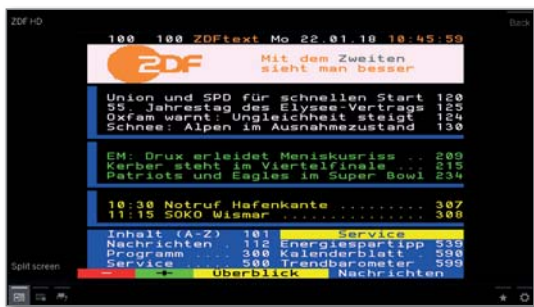 ZDF HD
Back
100 100 ZDFtext Mo 22.01.18 10:45:59
ZDF Mit dem Zweiten
sieht man besser
Union und SPD für schnellen Start 120
55. Jahrestag des Elysee-Vertrags 125
Oxfam warnt: Ungleichheit steigt 124
Schnee: Alpen im Ausnahmezustand 130
EM: Drux erleidet Meniskusriss .. 209
Kerber steht im Viertelfinale ... 215
Patriots und Eagles im Super Bowl 234
10:30 Notruf Hafenkante ......... 307
11:15 SOKO Wismar ............... 308
Inhalt (A-Z) 101 Service
Nachrichten . 112 Energiespartipp 539
Programm .... 300 Kalenderblatt . 590
Service ..... 500 Trendbarometer 599
Split screen
- + Überblick Nachrichten